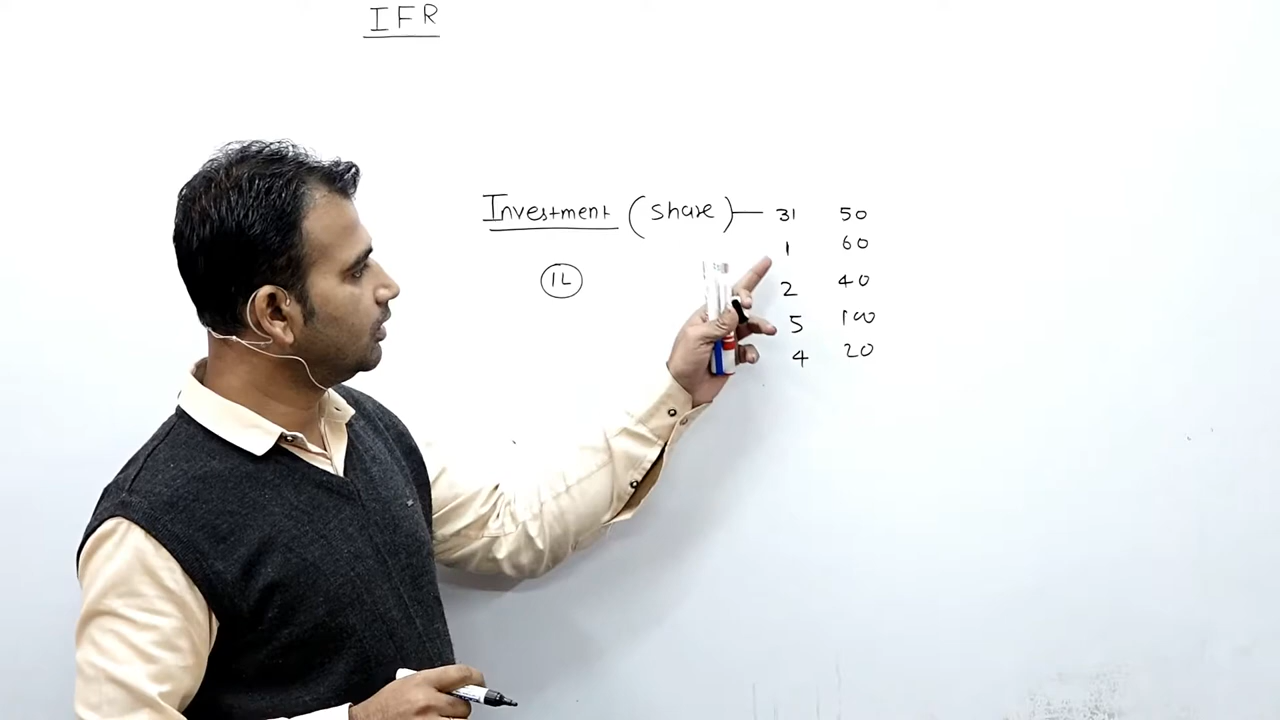 IFR
Investment (share) — 31 50
1 60
1L 2 40
5 100
4 20